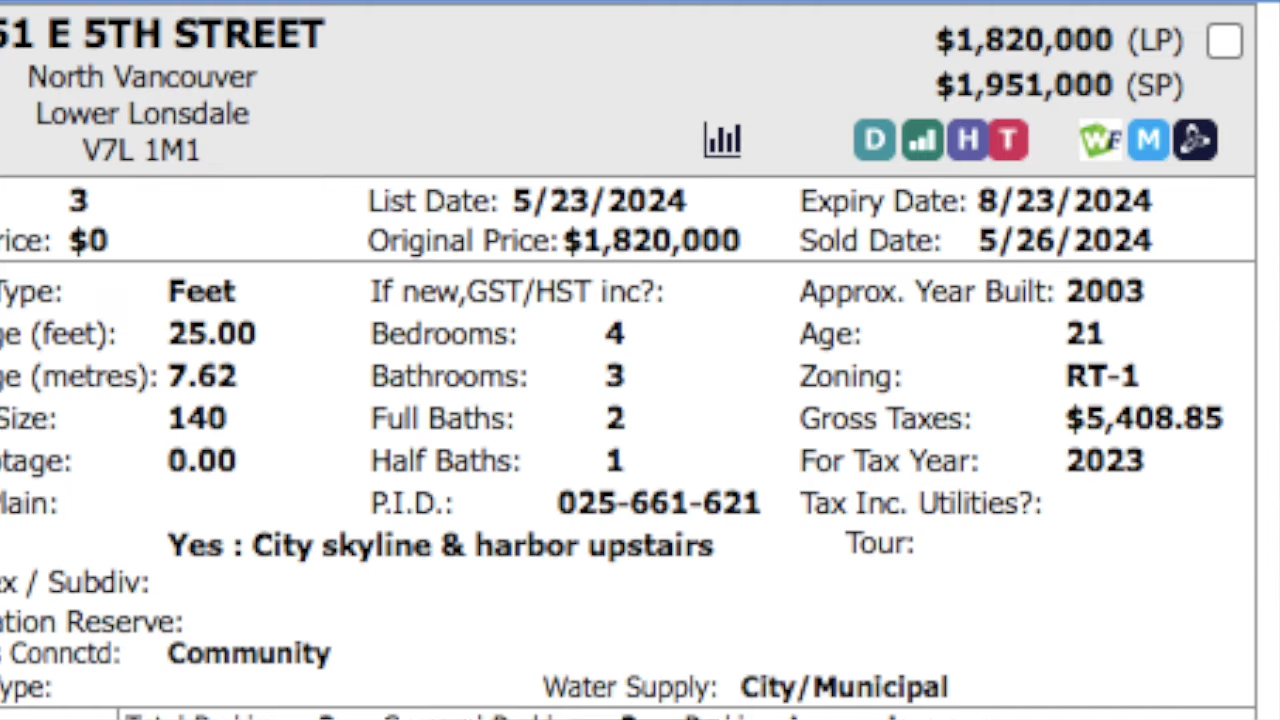 51 E 5TH STREET $1,820,000 (LP)
North Vancouver $1,951,000 (SP)
Lower Lonsdale
V7L 1M1 D H T WE M
3 List Date: 5/23/2024 Expiry Date: 8/23/2024
rice: $0 Original Price: $1,820,000 Sold Date: 5/26/2024
Type: Feet If new,GST/HST inc?: Approx. Year Built: 2003
ge (feet): 25.00 Bedrooms: 4 Age: 21
ge (metres): 7.62 Bathrooms: 3 Zoning: RT-1
Size: 140 Full Baths: 2 Gross Taxes: $5,408.85
otage: 0.00 Half Baths: 1 For Tax Year: 2023
lain: P.I.D.: 025-661-621 Tax Inc. Utilities?:
Yes : City skyline & harbor upstairs Tour:
ex / Subdiv:
ation Reserve:
s Connctd: Community
ype: Water Supply: City/Municipal